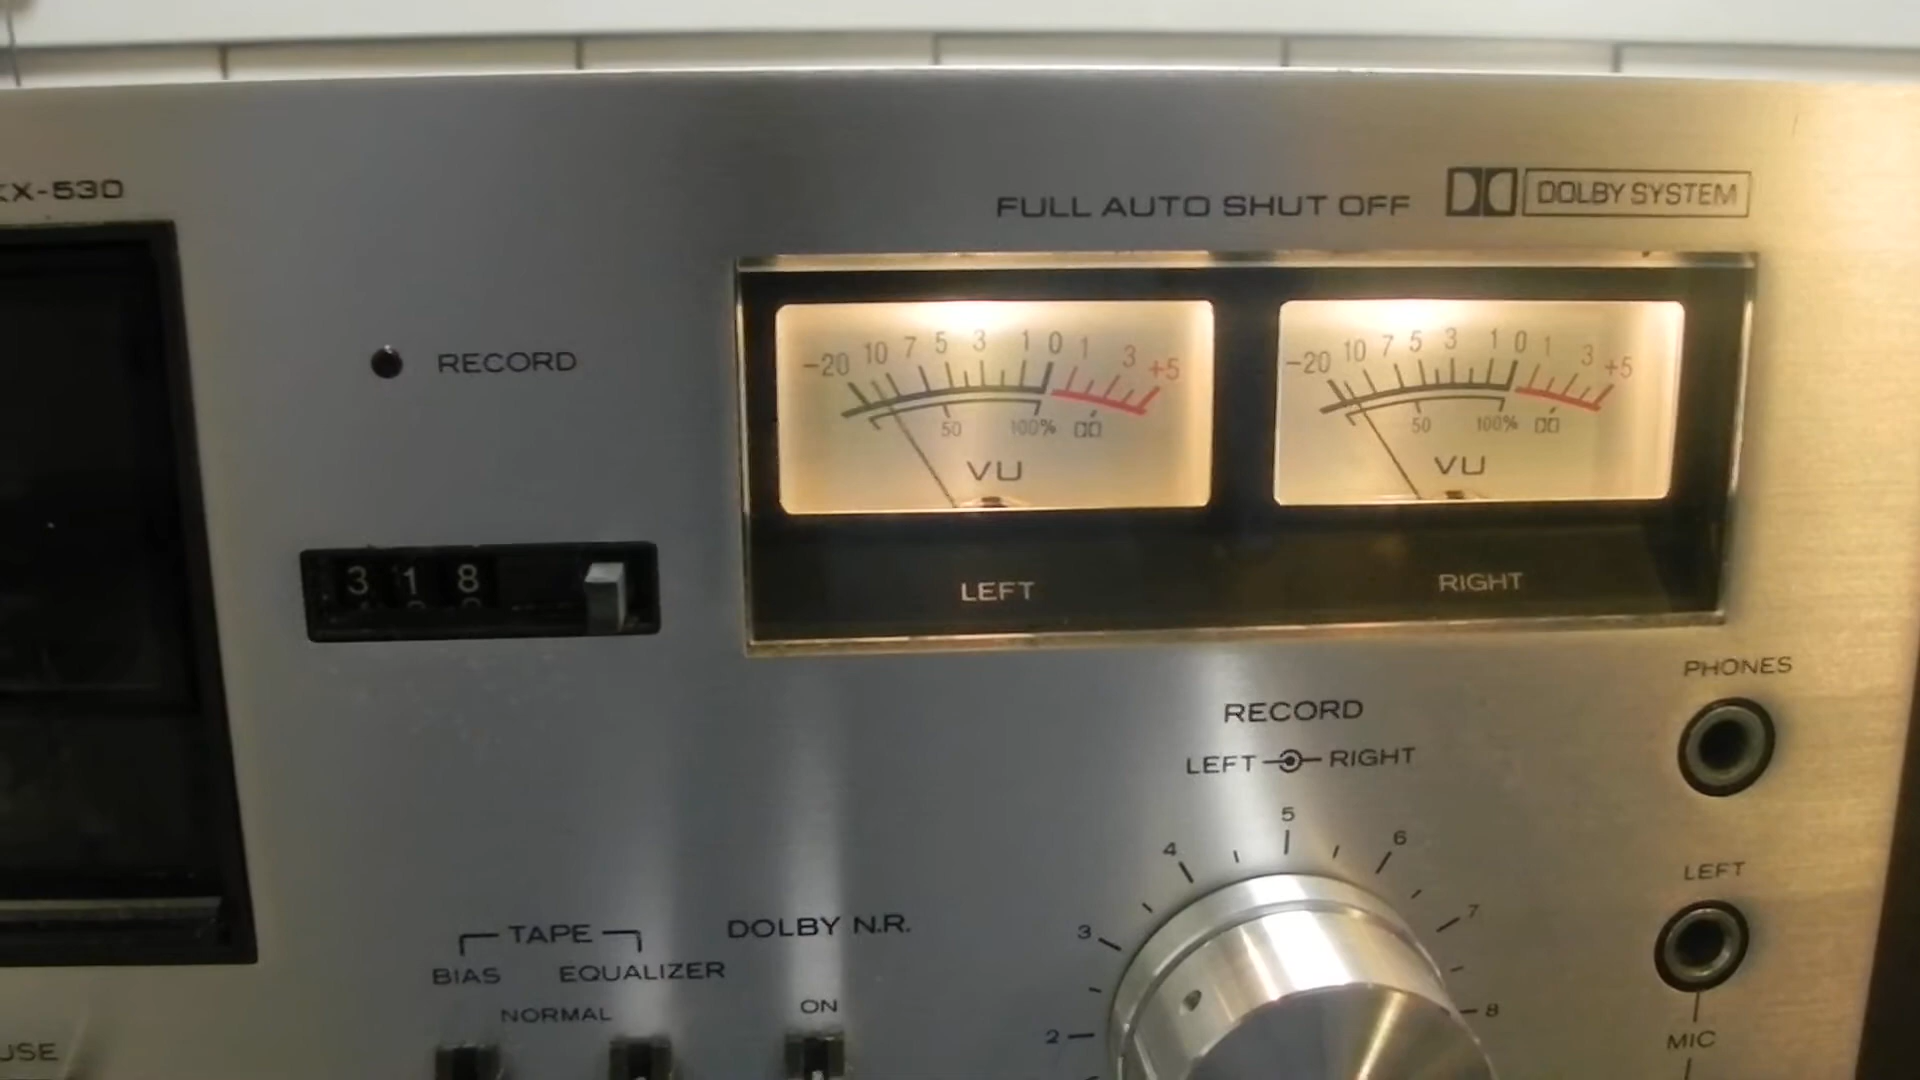 KX-530
FULL AUTO SHUT OFF
DOLBY SYSTEM
RECORD
-20 10 7 5 3 1 0 1 3 +5
50 100%
VU
-20 10 7 5 3 1 0 1 3 +5
50 100%
VU
LEFT
RIGHT
3 1 8
PHONES
RECORD
LEFT RIGHT
2 3 4 5 6 7 8
LEFT
MIC
TAPE
BIAS EQUALIZER
NORMAL
DOLBY N.R.
ON
USE